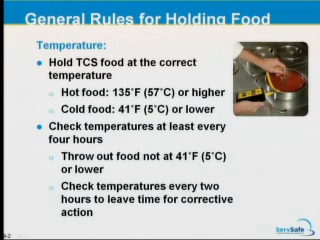 General Rules for Holding Food
Temperature:
● Hold TCS food at the correct
temperature
○ Hot food: 135°F (57°C) or higher
○ Cold food: 41°F (5°C) or lower
● Check temperatures at least every
four hours
○ Throw out food not at 41°F (5°C)
or lower
○ Check temperatures every two
hours to leave time for corrective
action
ServSafe